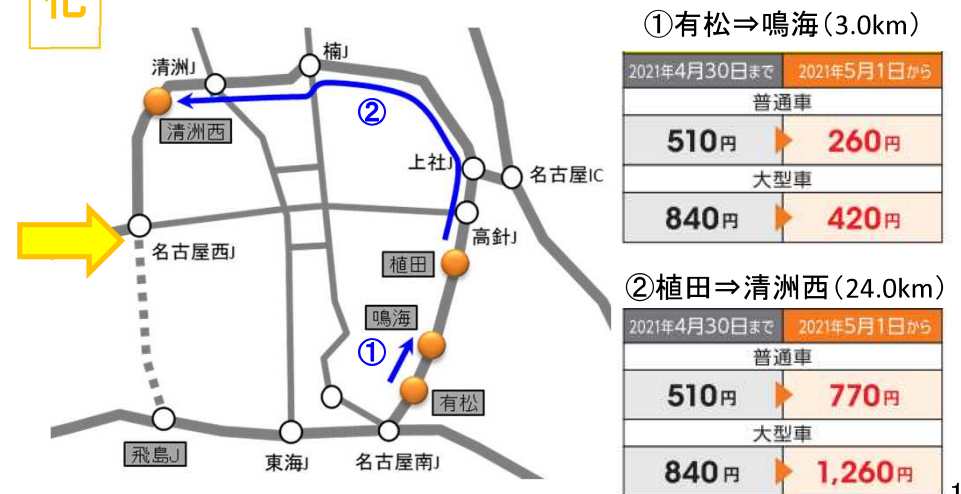 化
清洲J
楠J
②
清洲西
上社J
名古屋IC
名古屋西J
高針J
植田
鳴海
①
有松
飛島J
東海J
名古屋南J
①有松⇒鳴海(3.0km)
2021年4月30日まで 2021年5月1日から
普通車
510円 260円
大型車
840円 420円
②植田⇒清洲西(24.0km)
2021年4月30日まで 2021年5月1日から
普通車
510円 770円
大型車
840円 1,260円